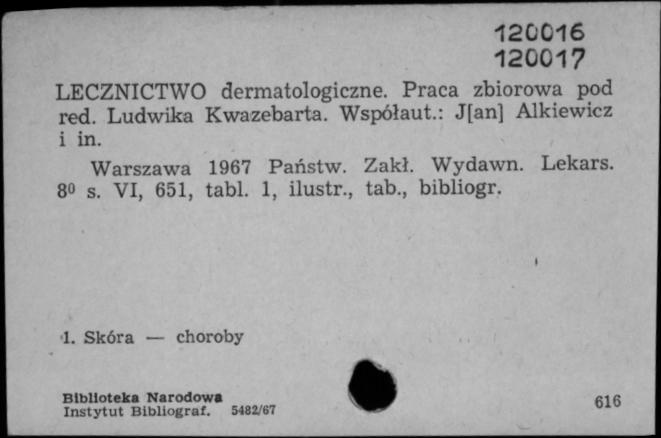 120016
120017
LECZNICTWO dermatologiczne. Praca zbiorowa pod
red. Ludwika Kwazebarta. Współaut.: J[an] Alkiewicz
i in.
Warszawa 1967 Państw. Zakł. Wydawn. Lekars.
8⁰ s. VI, 651, tabl. 1, ilustr., tab., bibliogr.
1. Skóra — choroby
Biblioteka Narodowa
Instytut Bibliograf. 5482/67
616